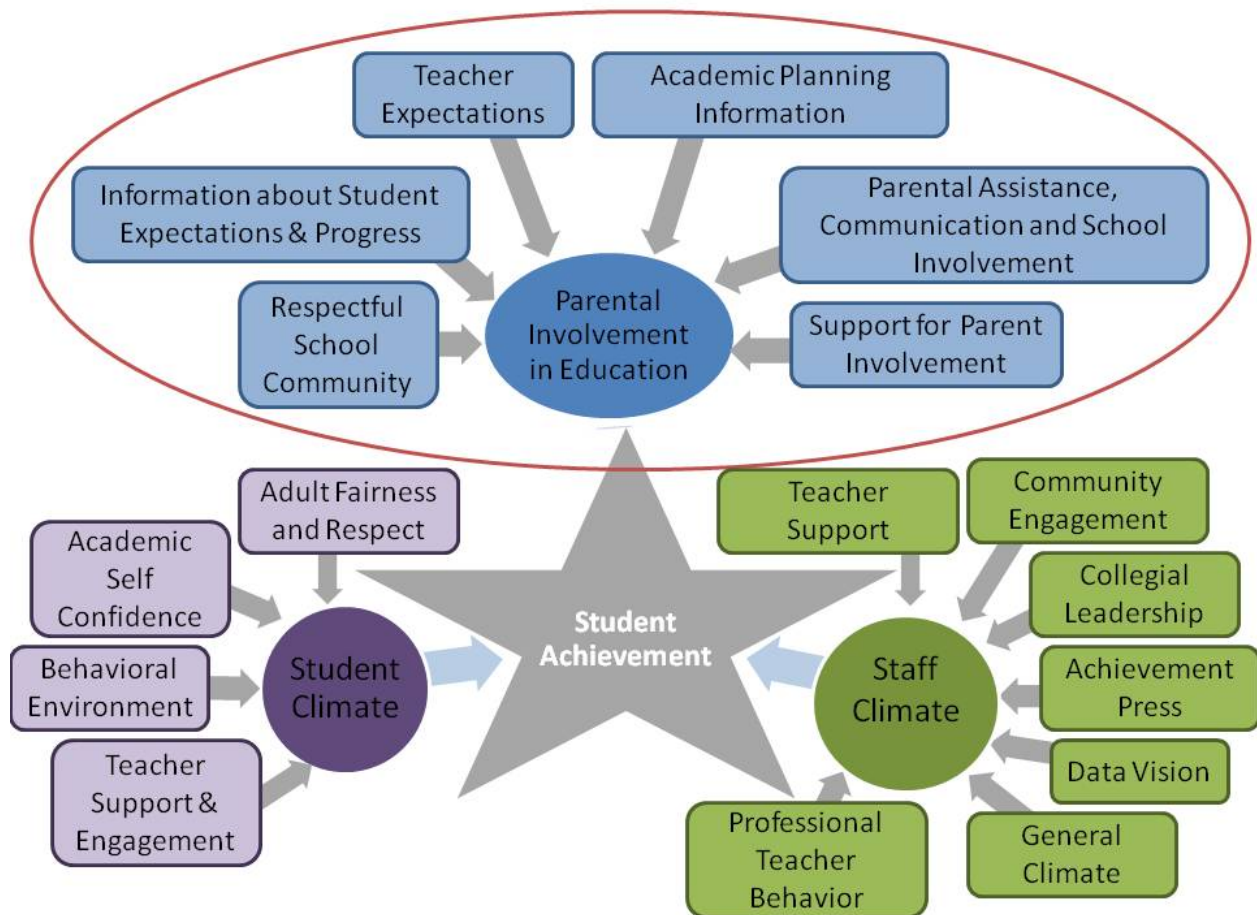 Teacher
Expectations
Academic Planning
Information
Information about Student
Expectations & Progress
Parental Assistance,
Communication and School
Involvement
Respectful
School
Community
Parental
Involvement
in Education
Support for Parent
Involvement
Adult Fairness
and Respect
Academic
Self
Confidence
Behavioral
Environment
Teacher
Support &
Engagement
Student
Climate
Student
Achievement
Teacher
Support
Community
Engagement
Collegial
Leadership
Staff
Climate
Achievement
Press
Data Vision
Professional
Teacher
Behavior
General
Climate